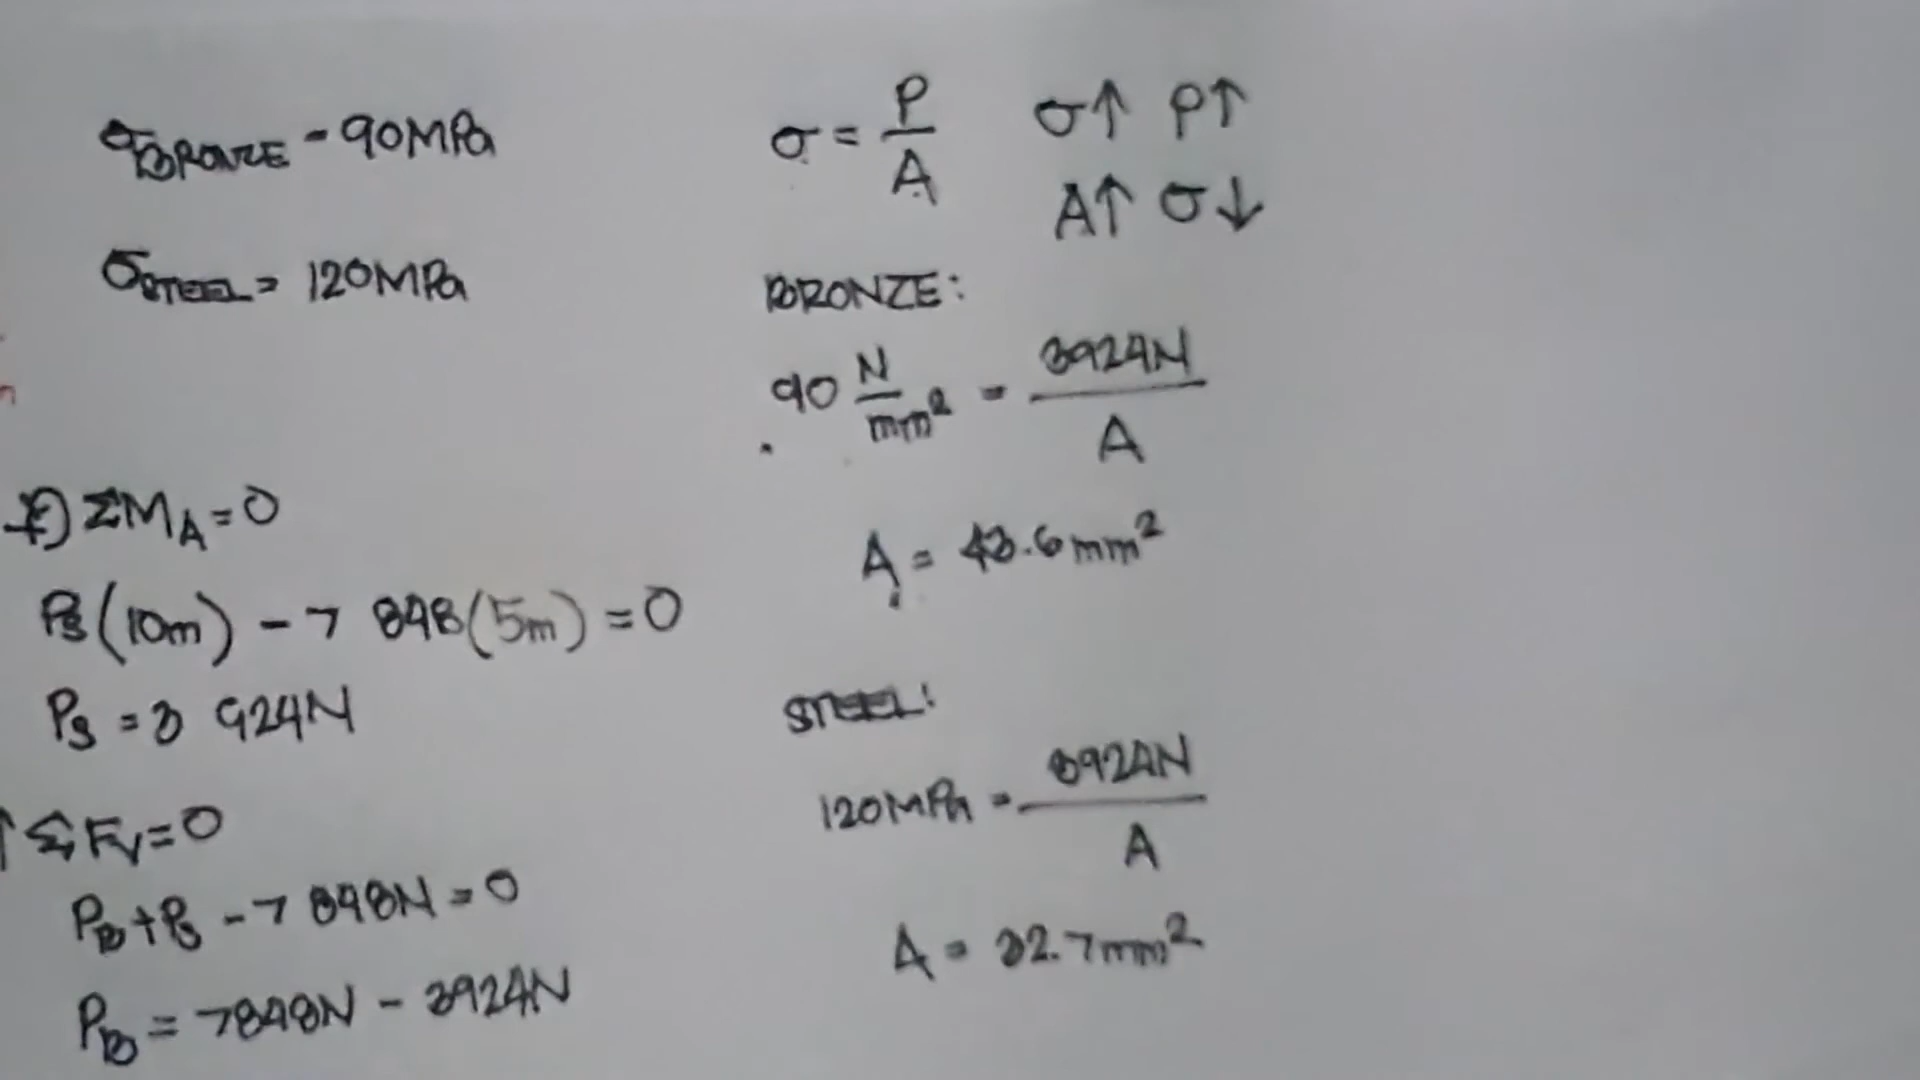 σBRONZE - 90MPa
σSTEEL = 120MPa
ΣMA = 0
Ps (10m) - 7 848 (5m) = 0
Ps = 3 924N
↑ΣFV = 0
PB + Ps - 7 848N = 0
PB = 7848N - 3924N
σ = P/A
σ↑ P↑
A↑ σ↓
BRONZE:
90 N/mm² = 3924N/A
A = 43.6mm²
STEEL:
120MPa = 3924N/A
A = 32.7mm²